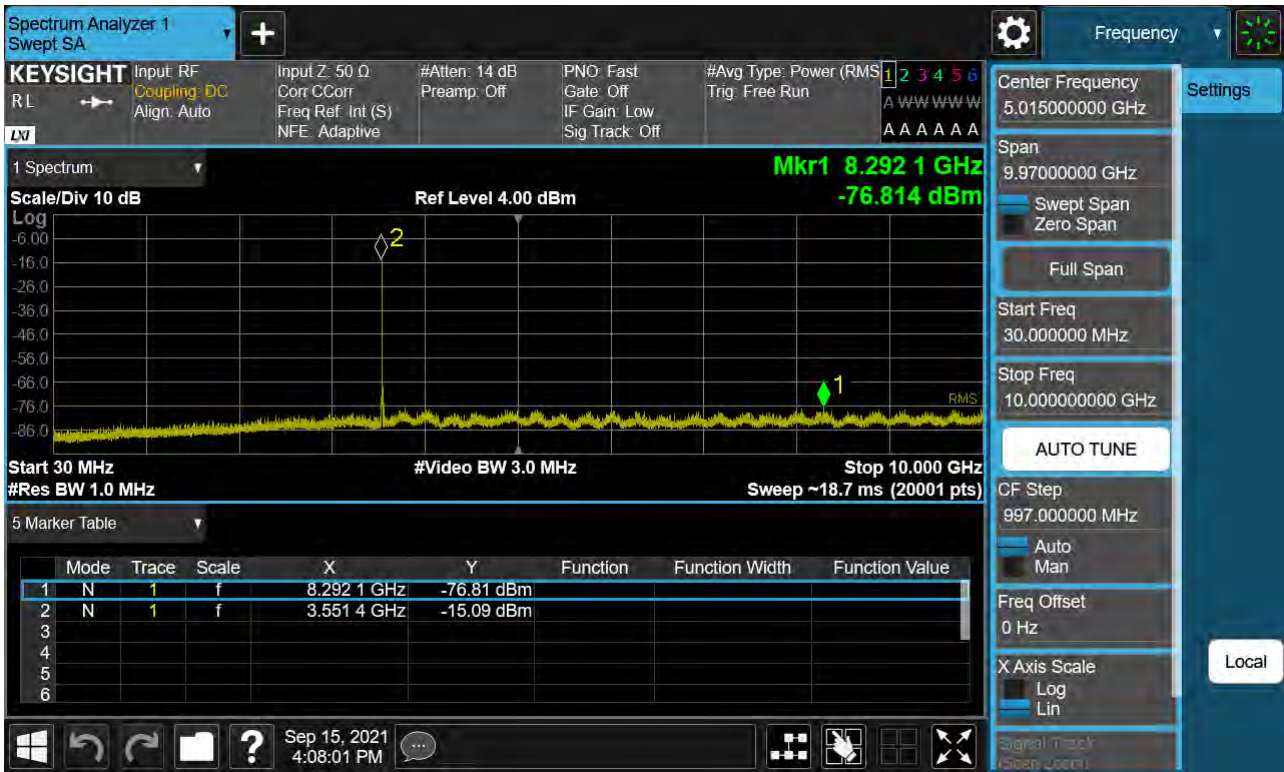 Spectrum Analyzer 1
Swept SA
+
Frequency
KEYSIGHT
RL
LXI
Input: RF
Coupling: DC
Align: Auto
Input Z: 50 Ω
Corr CCorr
Freq Ref: Int (S)
NFE: Adaptive
#Atten: 14 dB
Preamp: Off
PNO: Fast
Gate: Off
IF Gain: Low
Sig Track: Off
#Avg Type: Power (RMS
Trig: Free Run
1 2 3 4 5 6
A W W W W W
A A A A A A
1 Spectrum
Scale/Div 10 dB
Ref Level 4.00 dBm
Mkr1 8.292 1 GHz
-76.814 dBm
Log
-6.00
-16.0
-26.0
-36.0
-46.0
-56.0
-66.0
-76.0
-86.0
2
1
RMS
Start 30 MHz
#Video BW 3.0 MHz
Stop 10.000 GHz
#Res BW 1.0 MHz
Sweep ~18.7 ms (20001 pts)
5 Marker Table
Mode Trace Scale X Y Function Function Width Function Value
1 N 1 f 8.292 1 GHz -76.81 dBm
2 N 1 f 3.551 4 GHz -15.09 dBm
3
4
5
6
Sep 15, 2021
4:08:01 PM
Center Frequency
5.015000000 GHz
Span
9.97000000 GHz
Swept Span
Zero Span
Full Span
Start Freq
30.000000 MHz
Stop Freq
10.000000000 GHz
AUTO TUNE
CF Step
997.000000 MHz
Auto
Man
Freq Offset
0 Hz
X Axis Scale
Log
Lin
Signal Track
(Span Zoom)
Settings
Local